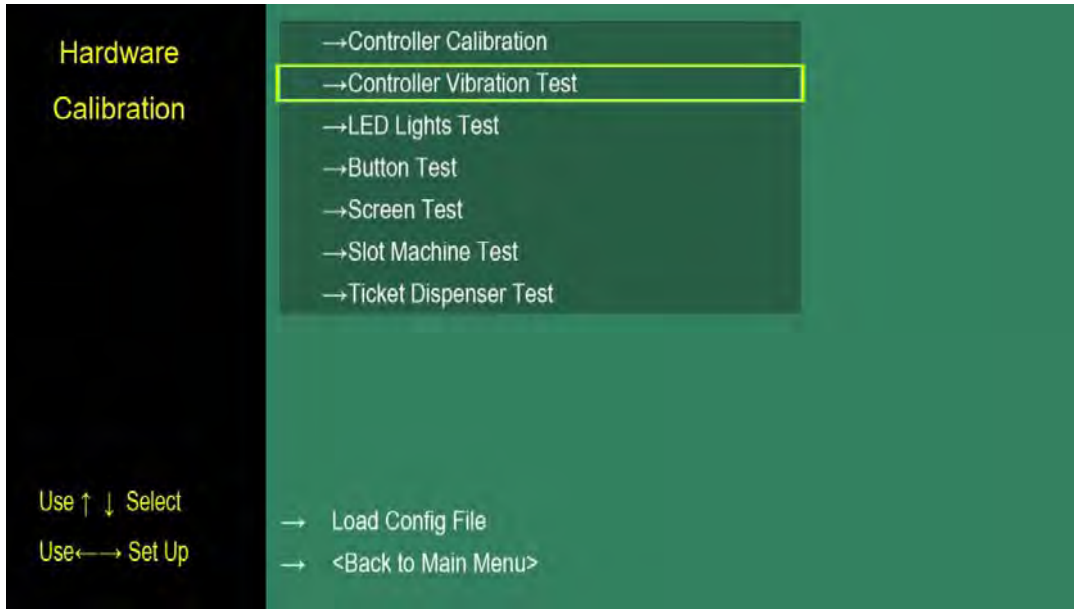 Hardware
Calibration
→Controller Calibration
→Controller Vibration Test
→LED Lights Test
→Button Test
→Screen Test
→Slot Machine Test
→Ticket Dispenser Test
Use ↑ ↓ Select
Use←→ Set Up
→ Load Config File
→ <Back to Main Menu>